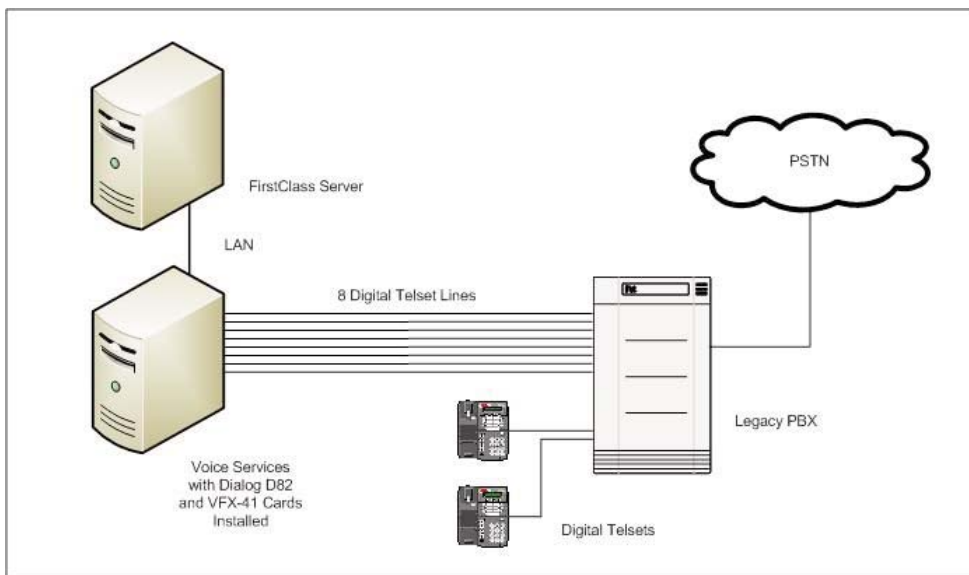 PSTN
FirstClass Server
LAN
8 Digital Telset Lines
Legacy PBX
Voice Services
with Dialog D82
and VFX-41 Cards
Installed
Digital Telsets